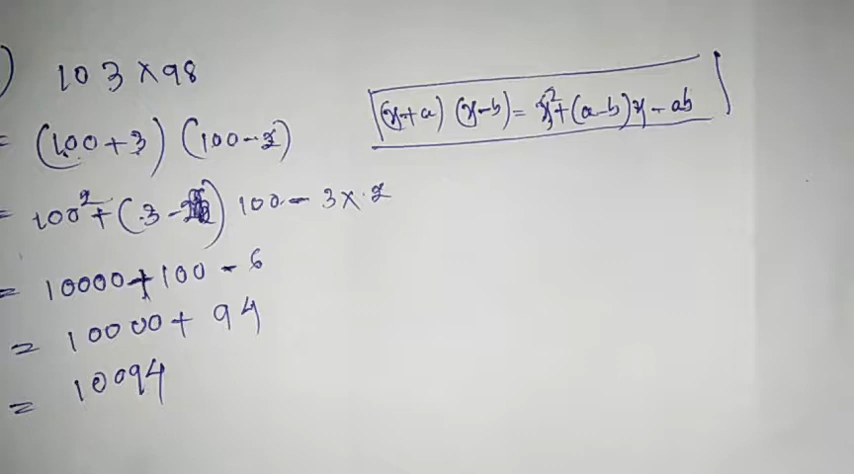 ) 103 × 98
(x+a) (x-b) = x²+(a-b)x - ab
= (100+3) (100-2)
= 100²+(3-2) 100 - 3×2
= 10000+100 - 6
= 10000+ 94
= 10094